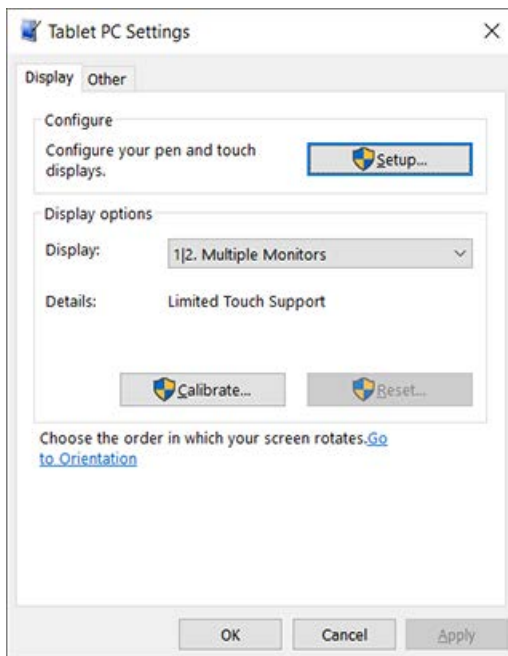 Tablet PC Settings
Display Other
Configure
Configure your pen and touch
displays.
Setup...
Display options
Display: 1|2. Multiple Monitors
Details: Limited Touch Support
Calibrate... Reset...
Choose the order in which your screen rotates.Go
to Orientation
OK Cancel Apply